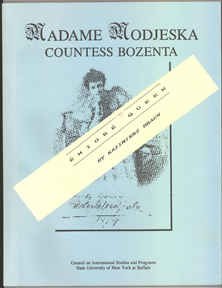 MADAME MODJESKA
COUNTESS BOZENTA
ÉMIGRÉ QUEEN
BY KAZIMIERZ BRAUN
Council on International Studies and Programs
State University of New York at Buffalo